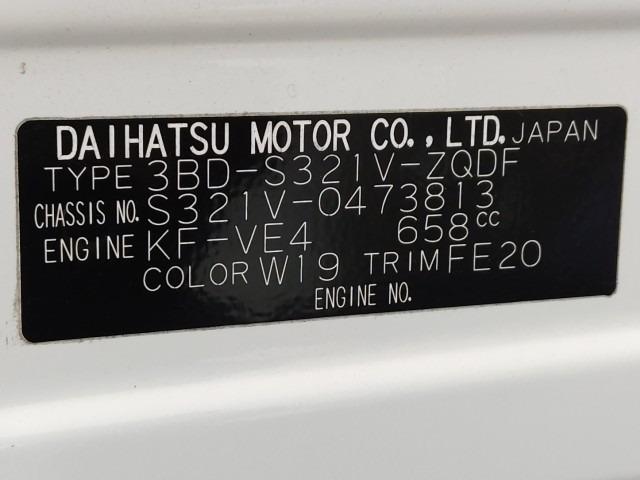 DAIHATSU MOTOR CO., LTD. JAPAN
TYPE 3BD-S321V-ZQDF
CHASSIS NO. S321V-0473813
ENGINE KF-VE4 658cc
COLOR W19 TRIM FE20
ENGINE NO.